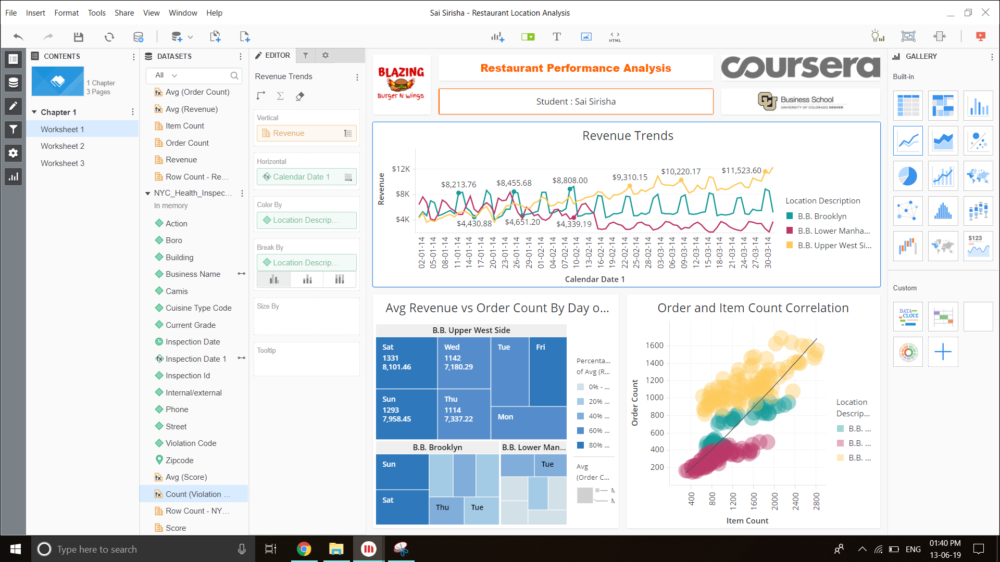 File Insert Format Tools Share View Window Help
Sai Sirisha - Restaurant Location Analysis
T
HTML
CONTENTS
1 Chapter
3 Pages
Chapter 1
Worksheet 1
Worksheet 2
Worksheet 3
DATASETS
All
Avg (Order Count)
Avg (Revenue)
Item Count
Order Count
Revenue
Row Count - Re...
NYC_Health_Inspec...
In memory
Action
Boro
Building
Business Name
Camis
Cuisine Type Code
Current Grade
Inspection Date
Inspection Date 1
Inspection Id
Internal/external
Phone
Street
Violation Code
Zipcode
Avg (Score)
Count (Violation ...
Row Count - NY...
Score
EDITOR
Revenue Trends
Vertical
Revenue
Horizontal
Calendar Date 1
Color By
Location Descrip...
Break By
Location Descrip...
Size By
Tooltip
BLAZING
Burger N Wings
Restaurant Performance Analysis
Student : Sai Sirisha
coursera
CU Business School
UNIVERSITY OF COLORADO DENVER
Revenue Trends
Revenue
$12K
$8K
$4K
$8,213.76
$8,455.68
$8,808.00
$9,310.15
$10,220.17
$11,523.60
$4,430.88
$4,651.20
$4,339.19
02-01-14
05-01-14
08-01-14
11-01-14
14-01-14
17-01-14
20-01-14
23-01-14
26-01-14
29-01-14
01-02-14
04-02-14
07-02-14
10-02-14
13-02-14
16-02-14
19-02-14
22-02-14
25-02-14
28-02-14
03-03-14
06-03-14
09-03-14
12-03-14
15-03-14
18-03-14
21-03-14
24-03-14
27-03-14
30-03-14
Calendar Date 1
Location Description
B.B. Brooklyn
B.B. Lower Manha...
B.B. Upper West Si...
Avg Revenue vs Order Count By Day o...
B.B. Upper West Side
Sat
1331
8,101.46
Wed
1142
7,180.29
Tue
Fri
Sun
1293
7,958.45
Thu
1114
7,337.22
Mon
B.B. Brooklyn
B.B. Lower Man...
Sun
Sat
Thu
Tue
Tue
Percenta...
of Avg (R...
0% - ...
20% ...
40% ...
60% ...
80% ...
Avg
(Order C...
Order and Item Count Correlation
Order Count
1600
1400
1200
1000
800
600
400
200
400
800
1200
1600
2000
2400
2800
Item Count
Location
Descrip...
B.B. ...
B.B. ...
B.B. ...
GALLERY
Built-in
$123
Custom
DATA
CLOUD
Type here to search
ENG
01:40 PM
13-06-19